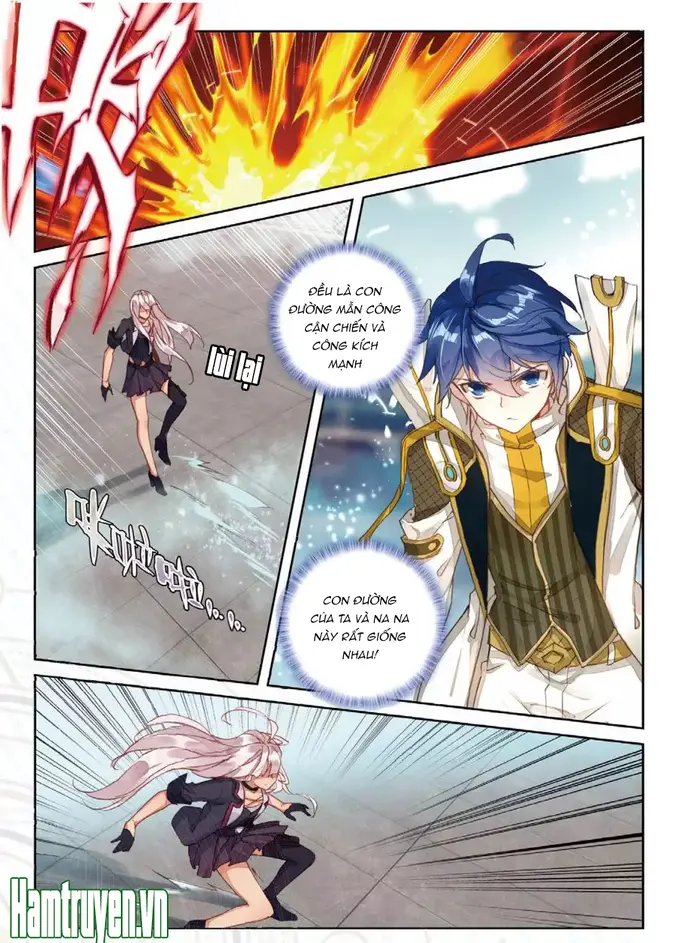 ĐỀU LÀ CON
ĐƯỜNG MẪN CÔNG
CẬN CHIẾN VÀ
CÔNG KÍCH
MẠNH
lùi lại
CON ĐƯỜNG
CỦA TA VÀ NA NA
NÀY RẤT GIỐNG
NHAU!
Hamtruyen.vn